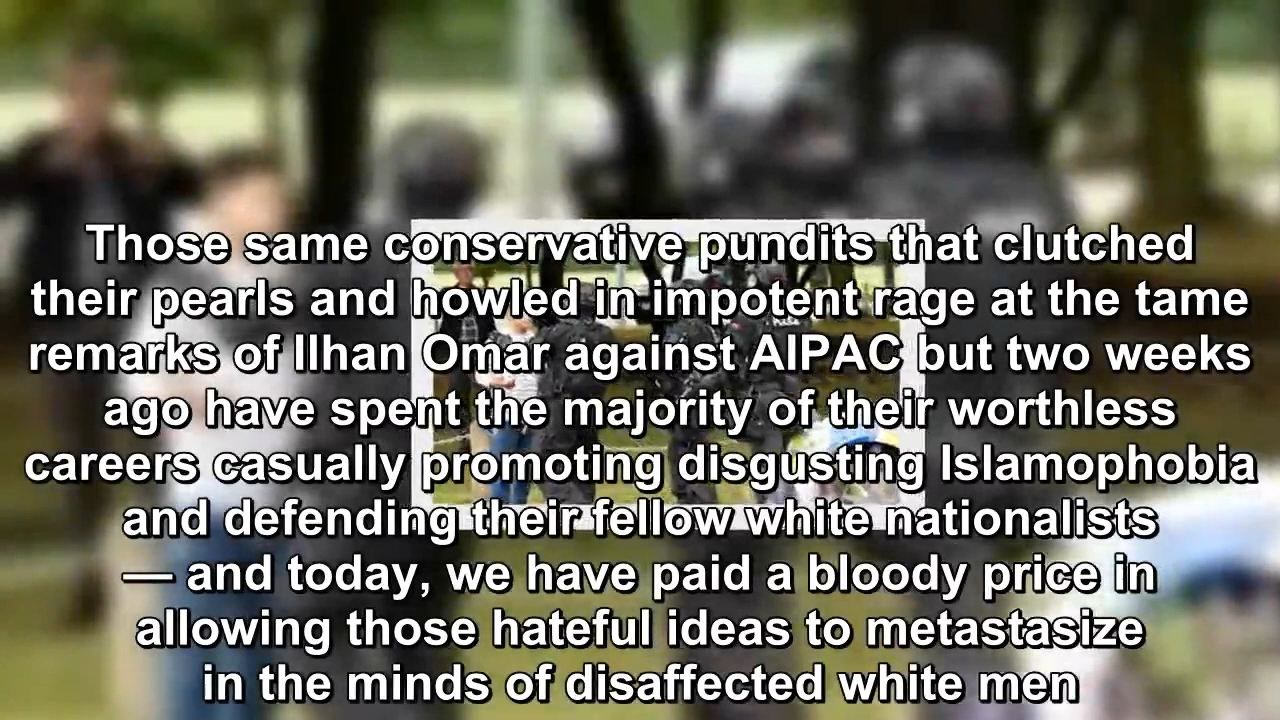 Those same conservative pundits that clutched
their pearls and howled in impotent rage at the tame
remarks of Ilhan Omar against AIPAC but two weeks
ago have spent the majority of their worthless
careers casually promoting disgusting Islamophobia
and defending their fellow white nationalists
— and today, we have paid a bloody price in
allowing those hateful ideas to metastasize
in the minds of disaffected white men